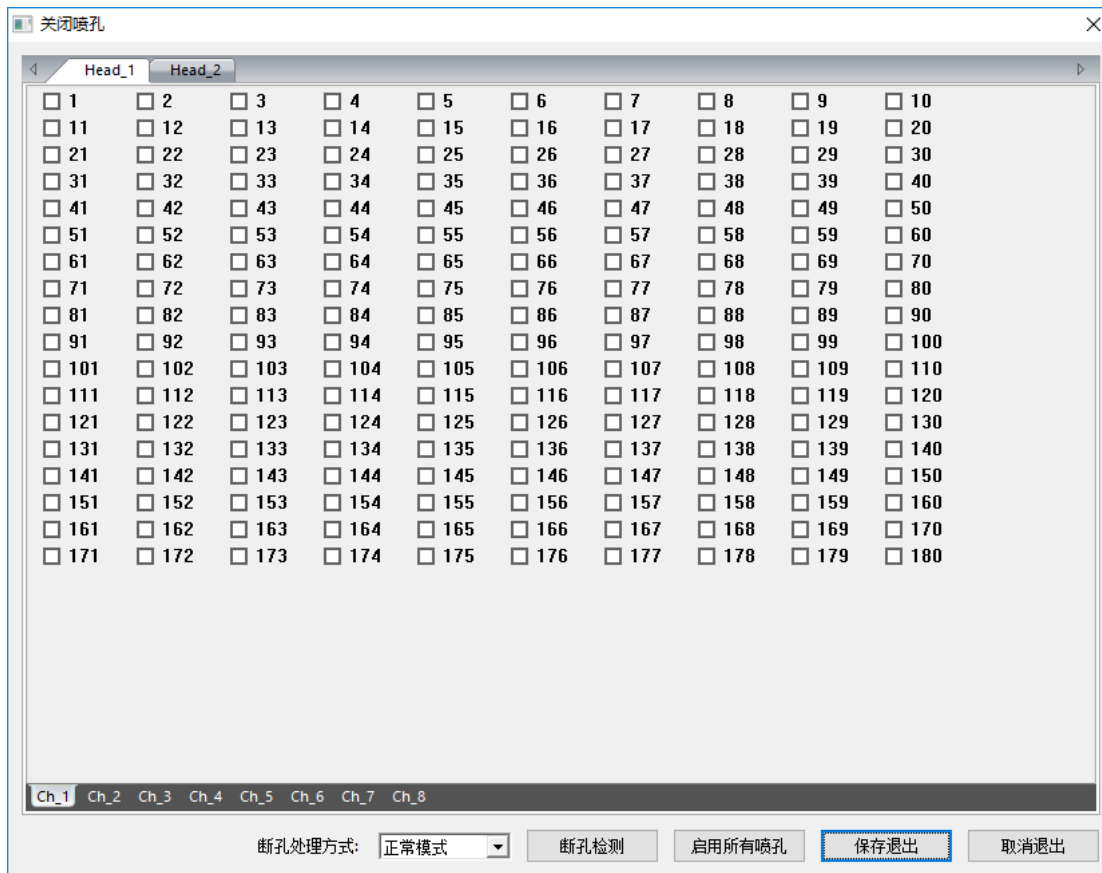 关闭喷孔
Head_1 Head_2
1 2 3 4 5 6 7 8 9 10
11 12 13 14 15 16 17 18 19 20
21 22 23 24 25 26 27 28 29 30
31 32 33 34 35 36 37 38 39 40
41 42 43 44 45 46 47 48 49 50
51 52 53 54 55 56 57 58 59 60
61 62 63 64 65 66 67 68 69 70
71 72 73 74 75 76 77 78 79 80
81 82 83 84 85 86 87 88 89 90
91 92 93 94 95 96 97 98 99 100
101 102 103 104 105 106 107 108 109 110
111 112 113 114 115 116 117 118 119 120
121 122 123 124 125 126 127 128 129 130
131 132 133 134 135 136 137 138 139 140
141 142 143 144 145 146 147 148 149 150
151 152 153 154 155 156 157 158 159 160
161 162 163 164 165 166 167 168 169 170
171 172 173 174 175 176 177 178 179 180
Ch_1 Ch_2 Ch_3 Ch_4 Ch_5 Ch_6 Ch_7 Ch_8
断孔处理方式: 正常模式 断孔检测 启用所有喷孔 保存退出 取消退出